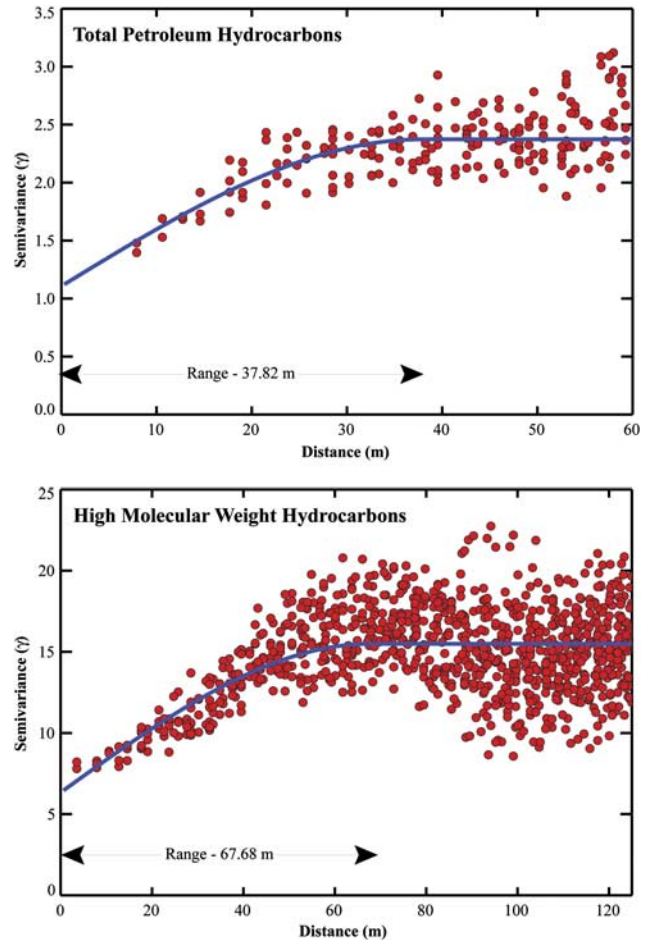 3.5
Total Petroleum Hydrocarbons
3.0
2.5
2.0
Semivariance (γ)
1.5
1.0
0.5
Range - 37.82 m
0.0
0 10 20 30 40 50 60
Distance (m)
25
High Molecular Weight Hydrocarbons
20
15
Semivariance (γ)
10
5
Range - 67.68 m
0
0 20 40 60 80 100 120
Distance (m)